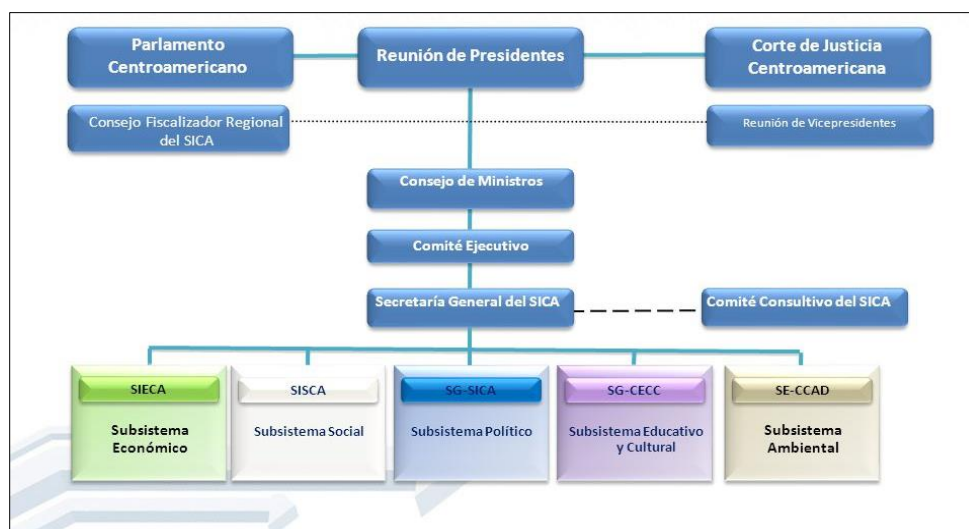 Parlamento
Centroamericano
Reunión de Presidentes
Corte de Justicia
Centroamericana
Consejo Fiscalizador Regional
del SICA
Reunión de Vicepresidentes
Consejo de Ministros
Comité Ejecutivo
Secretaría General del SICA
Comité Consultivo del SICA
SIECA
Subsistema
Económico
SISCA
Subsistema Social
SG-SICA
Subsistema Político
SG-CECC
Subsistema Educativo
y Cultural
SE-CCAD
Subsistema
Ambiental